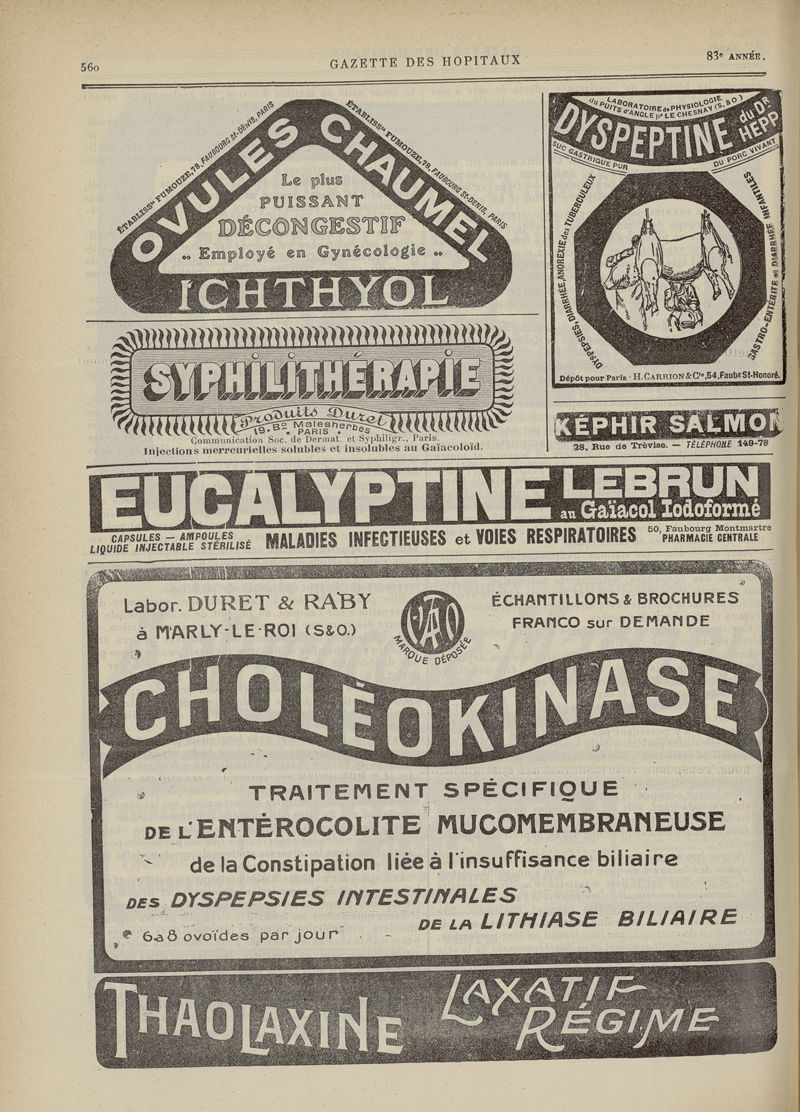 560
GAZETTE DES HOPITAUX
83e ANNÉE.
ÉTABLISSts FUMOUZE, 78, FAUBOURG St-DENIS, PARIS
ÉTABLISSts FUMOUZE, 78, FAUBOURG St-DENIS, PARIS
OVULES CHAUMEL
Le plus
PUISSANT
DÉCONGESTIF
Employé en Gynécologie
ICHTHYOL
LABORATOIRE de PHYSIOLOGIE
du PUITS d'ANGLE pr LE CHESNAY (S.&O)
DYSPEPTINE du Dr HEPP
SUC GASTRIQUE PUR DU PORC VIVANT
DYSPEPSIES, DIARRHÉE, ANOREXIE des TUBERCULEUX
GASTRO-ENTÉRITE et DIARRHÉE INFANTILES
Dépôt pour Paris · H. CARRION & Cie, 54, Faubg St-Honoré.
SYPHILITHÉRAPIE
Produits Duret
19. Bd Malesherbes
PARIS
Communication Soc. de Dermat. et Syphiligr., Paris.
Injections mercurielles solubles et insolubles au Gaïacoloïd.
KÉPHIR SALMON
28, Rue de Trévise. — TÉLÉPHONE 149-78
EUCALYPTINE LEBRUN
au Gaïacol Iodoformé
CAPSULES — AMPOULES
LIQUIDE INJECTABLE STÉRILISÉ
MALADIES INFECTIEUSES et VOIES RESPIRATOIRES
50, Faubourg Montmartre
PHARMACIE CENTRALE
Labor. DURET & RABY
à MARLY-LE-ROI (S&O.)
MARQUE DÉPOSÉE
ÉCHANTILLONS & BROCHURES
FRANCO sur DEMANDE
CHOLÉOKINASE
TRAITEMENT SPÉCIFIQUE
DE L'ENTÉROCOLITE MUCOMEMBRANEUSE
de la Constipation liée à l'insuffisance biliaire
DES DYSPEPSIES INTESTINALES
DE LA LITHIASE BILIAIRE
6 à 8 ovoïdes par jour
THAOLAXINE
LAXATIF
RÉGIME